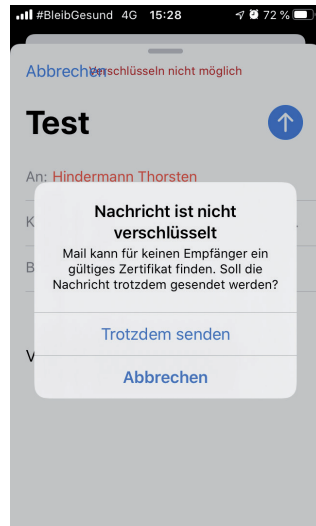 #BleibGesund 4G 15:28 72 %
Abbrechen Verschlüsseln nicht möglich
Test
An: Hindermann Thorsten
K
Nachricht ist nicht
verschlüsselt
B
Mail kann für keinen Empfänger ein
gültiges Zertifikat finden. Soll die
Nachricht trotzdem gesendet werden?
Trotzdem senden
V
Abbrechen